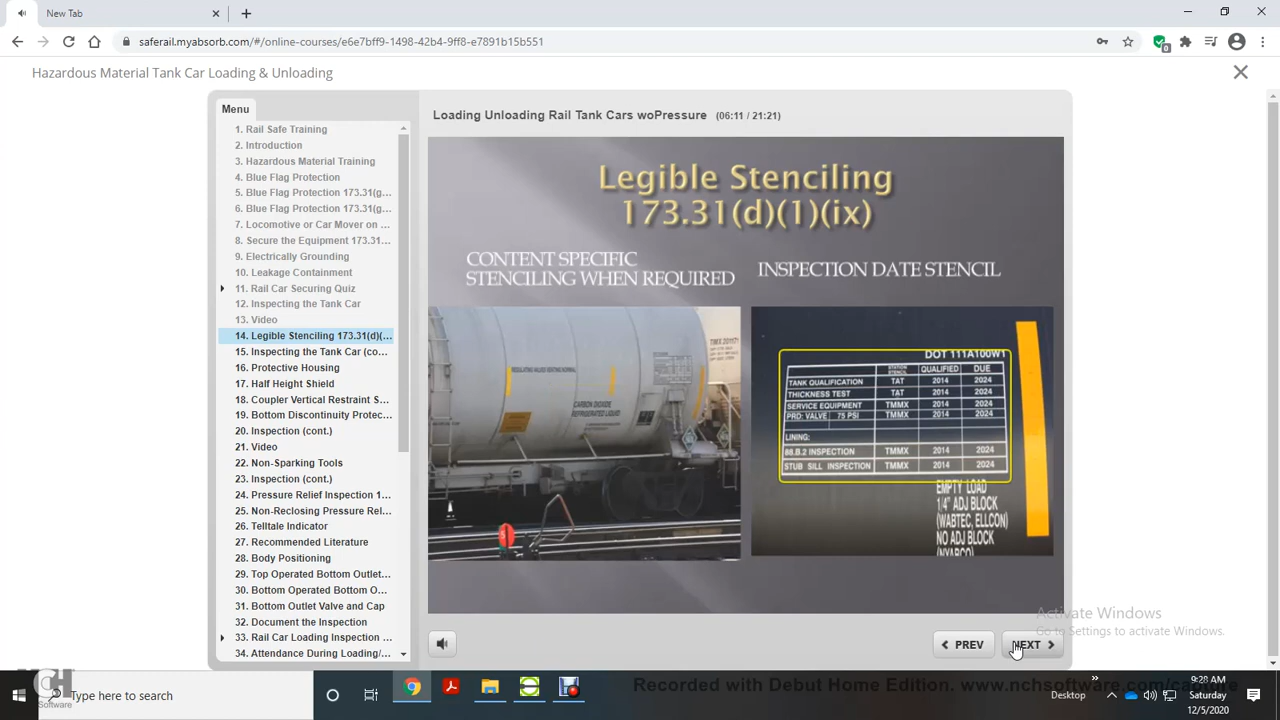 New Tab
saferail.myabsorb.com/#/online-courses/e6e7bff9-1498-42b4-9ff8-e7891b15b551
Hazardous Material Tank Car Loading & Unloading
Menu
1. Rail Safe Training
2. Introduction
3. Hazardous Material Training
4. Blue Flag Protection
5. Blue Flag Protection 173.31(g...
6. Blue Flag Protection 173.31(g...
7. Locomotive or Car Mover on ...
8. Secure the Equipment 173.31...
9. Electrically Grounding
10. Leakage Containment
11. Rail Car Securing Quiz
12. Inspecting the Tank Car
13. Video
14. Legible Stenciling 173.31(d)(...
15. Inspecting the Tank Car (co...
16. Protective Housing
17. Half Height Shield
18. Coupler Vertical Restraint S...
19. Bottom Discontinuity Protec...
20. Inspection (cont.)
21. Video
22. Non-Sparking Tools
23. Inspection (cont.)
24. Pressure Relief Inspection 1...
25. Non-Reclosing Pressure Rel...
26. Telltale Indicator
27. Recommended Literature
28. Body Positioning
29. Top Operated Bottom Outlet...
30. Bottom Operated Bottom O...
31. Bottom Outlet Valve and Cap
32. Document the Inspection
33. Rail Car Loading Inspection ...
34. Attendance During Loading/...
Loading Unloading Rail Tank Cars woPressure (06:11 / 21:21)
Legible Stenciling
173.31(d)(1)(ix)
CONTENT SPECIFIC
STENCILING WHEN REQUIRED
INSPECTION DATE STENCIL
CARBON DIOXIDE
REFRIGERATED LIQUID
DOT 111A100W1
STATION STENCIL QUALIFIED DUE
TANK QUALIFICATION TAT 2014 2024
THICKNESS TEST TAT 2014 2024
SERVICE EQUIPMENT TMMX 2014 2024
PRD: VALVE 75 PSI TMMX 2014 2024
LINING:
88.B.2 INSPECTION TMMX 2014 2024
STUB SILL INSPECTION TMMX 2014 2024
EMPTY LOAD
1/4" ADJ BLOCK
(WABTEC, ELLCON)
NO ADJ BLOCK
(NYABCO)
PREV
NEXT
Activate Windows
Go to Settings to activate Windows.
NCH
Software
Type here to search
Recorded with Debut Home Edition. www.nchsoftware.com/capture
Desktop
9:28 AM
Saturday
12/5/2020